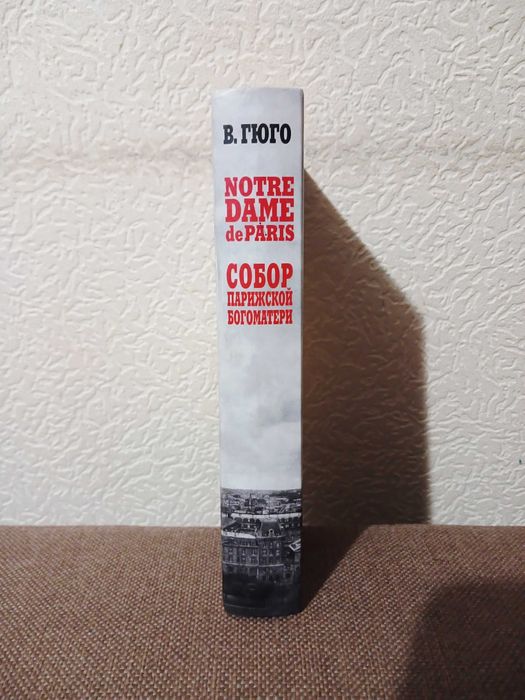 В. ГЮГО
NOTRE
DAME
de PARIS
СОБОР
ПАРИЖСКОЙ
БОГОМАТЕРИ